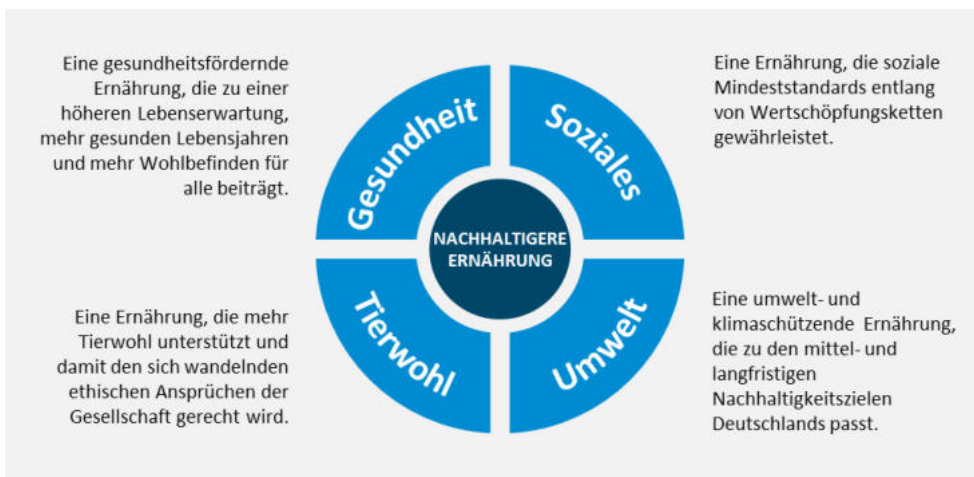 Eine gesundheitsfördernde
Ernährung, die zu einer
höheren Lebenserwartung,
mehr gesunden Lebensjahren
und mehr Wohlbefinden für
alle beiträgt.
Gesundheit
Soziales
Eine Ernährung, die soziale
Mindeststandards entlang
von Wertschöpfungsketten
gewährleistet.
NACHHALTIGERE
ERNÄHRUNG
Eine Ernährung, die mehr
Tierwohl unterstützt und
damit den sich wandelnden
ethischen Ansprüchen der
Gesellschaft gerecht wird.
Tierwohl
Umwelt
Eine umwelt- und
klimaschützende Ernährung,
die zu den mittel- und
langfristigen
Nachhaltigkeitszielen
Deutschlands passt.